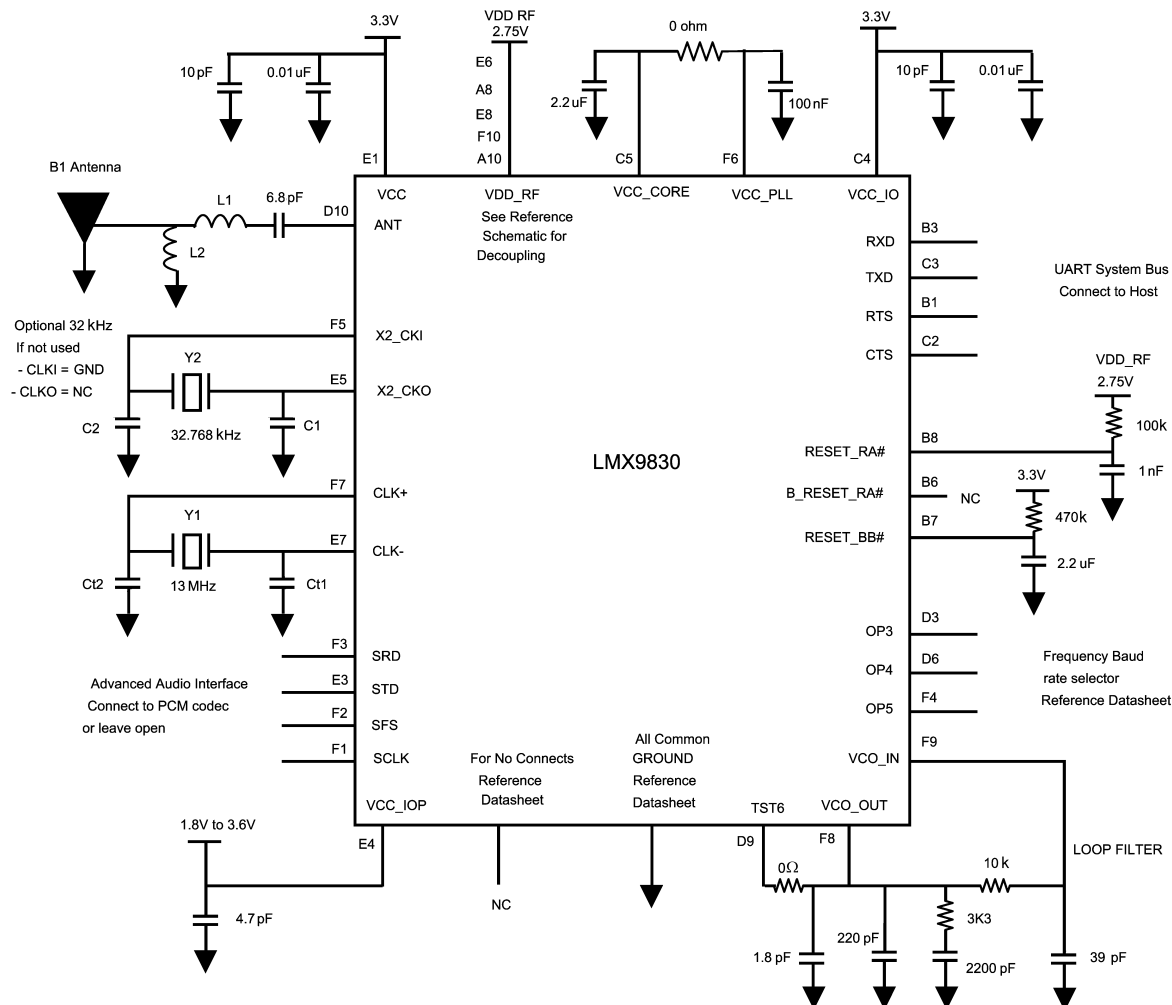 3.3V
VDD RF
2.75V
0 ohm
3.3V
10 pF
0.01 uF
E6
A8
E8
F10
A10
2.2 uF
100 nF
10 pF
0.01 uF
E1
C5
F6
C4
B1 Antenna
VCC
VDD_RF
VCC_CORE
VCC_PLL
VCC_IO
L1
6.8 pF
D10
ANT
L2
See Reference
Schematic for
Decoupling
RXD
B3
TXD
C3
RTS
B1
CTS
C2
UART System Bus
Connect to Host
Optional 32 kHz
If not used
- CLKI = GND
- CLKO = NC
F5
X2_CKI
Y2
E5
X2_CKO
C2
32.768 kHz
C1
VDD_RF
2.75V
100k
RESET_RA#
B8
1 nF
LMX9830
F7
CLK+
B_RESET_RA#
B6
NC
3.3V
470k
Y1
E7
CLK-
RESET_BB#
B7
2.2 uF
Ct2
13 MHz
Ct1
F3
SRD
E3
STD
F2
SFS
F1
SCLK
Advanced Audio Interface
Connect to PCM codec
or leave open
OP3
D3
OP4
D6
OP5
F4
Frequency Baud
rate selector
Reference Datasheet
F9
VCO_IN
For No Connects
Reference
Datasheet
All Common
GROUND
Reference
Datasheet
VCC_IOP
TST6
VCO_OUT
1.8V to 3.6V
E4
D9
F8
LOOP FILTER
0Ω
10 k
NC
4.7 pF
3K3
1.8 pF
220 pF
2200 pF
39 pF